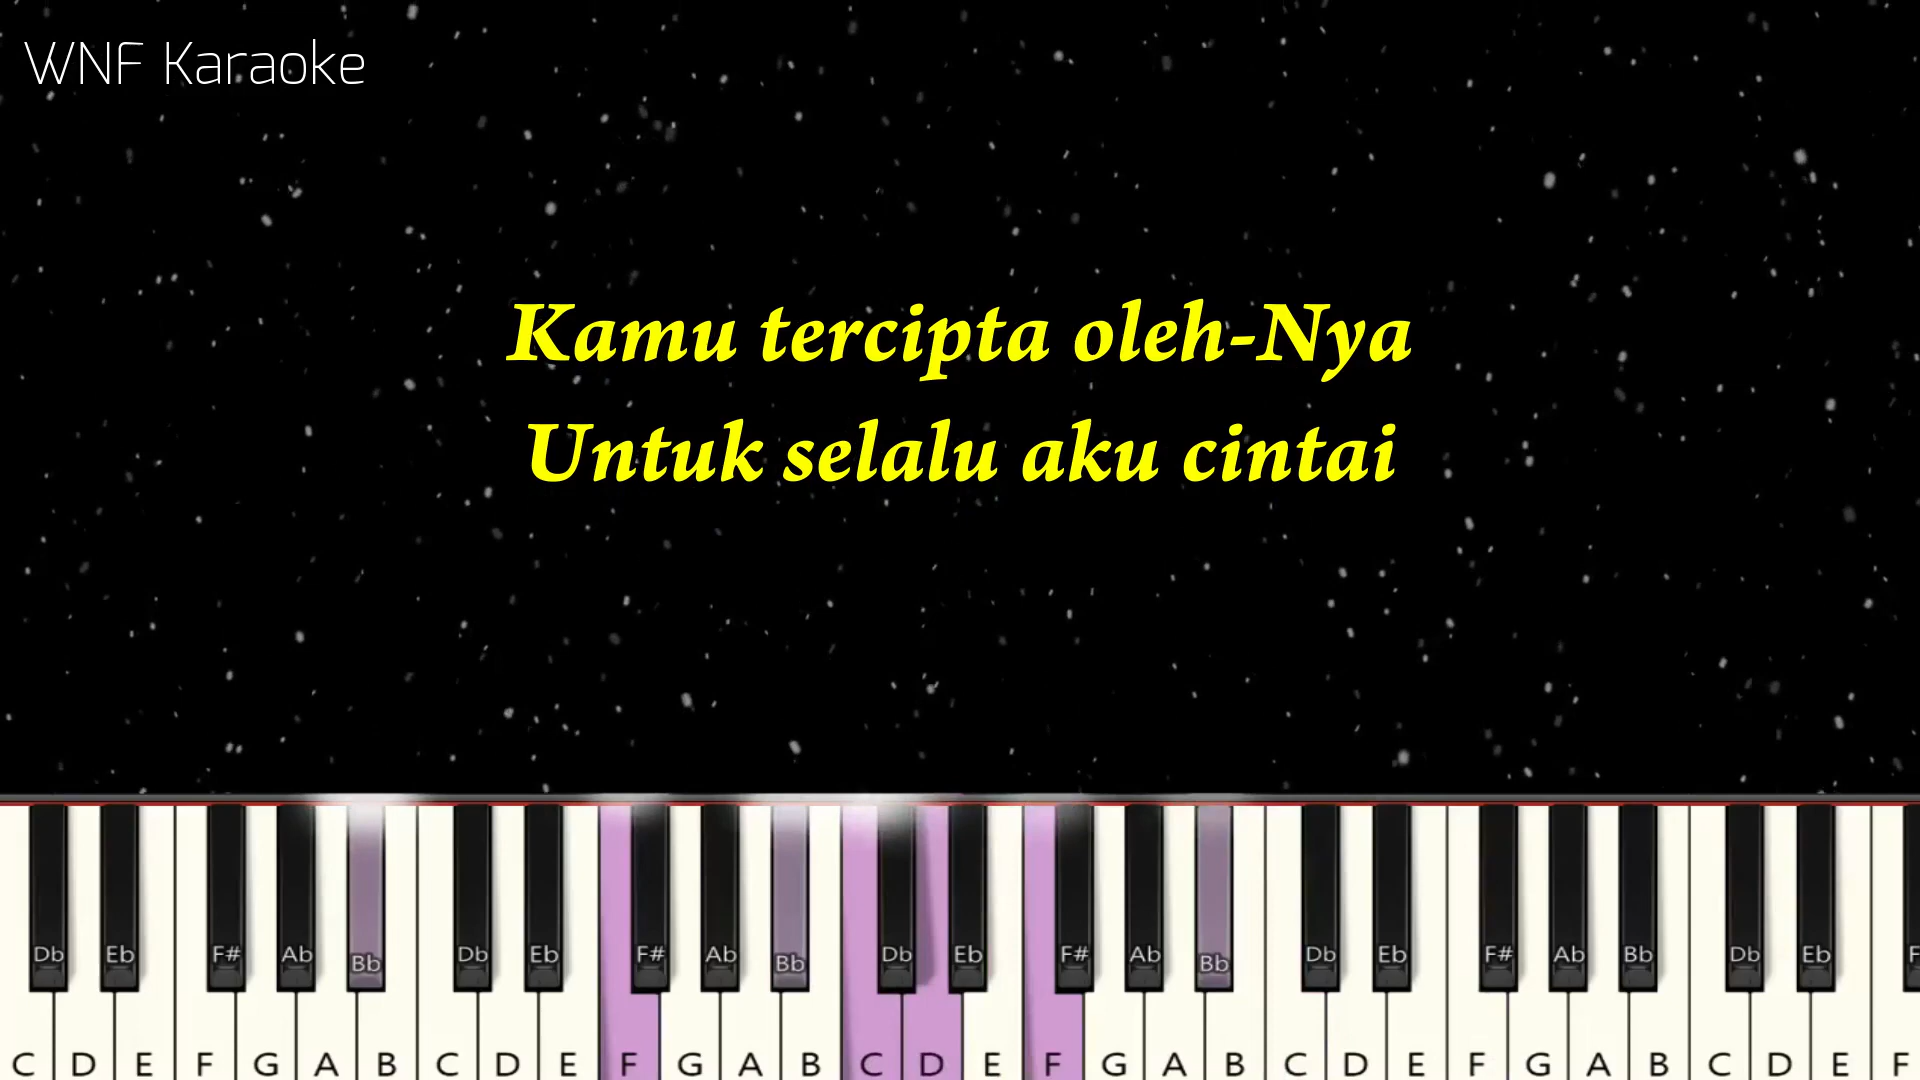 WNF Karaoke
Kamu tercipta oleh-Nya
Untuk selalu aku cintai
Db Eb F# Ab Bb Db Eb F# Ab Bb Db Eb F# Ab Bb Db Eb F# Ab Bb Db Eb F
C D E F G A B C D E F G A B C D E F G A B C D E F G A B C D E F